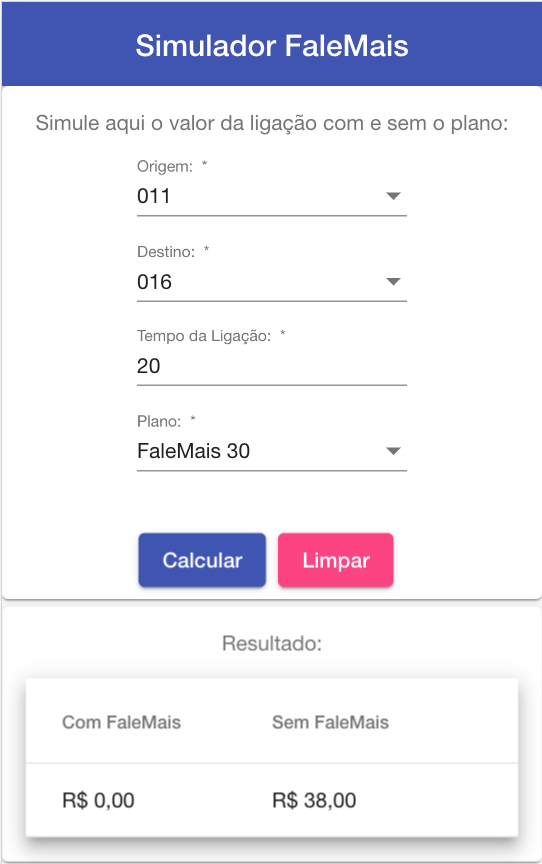 Simulador FaleMais
Simule aqui o valor da ligação com e sem o plano:
Origem: *
011
Destino: *
016
Tempo da Ligação: *
20
Plano: *
FaleMais 30
Calcular Limpar
Resultado:
Com FaleMais Sem FaleMais
R$ 0,00 R$ 38,00